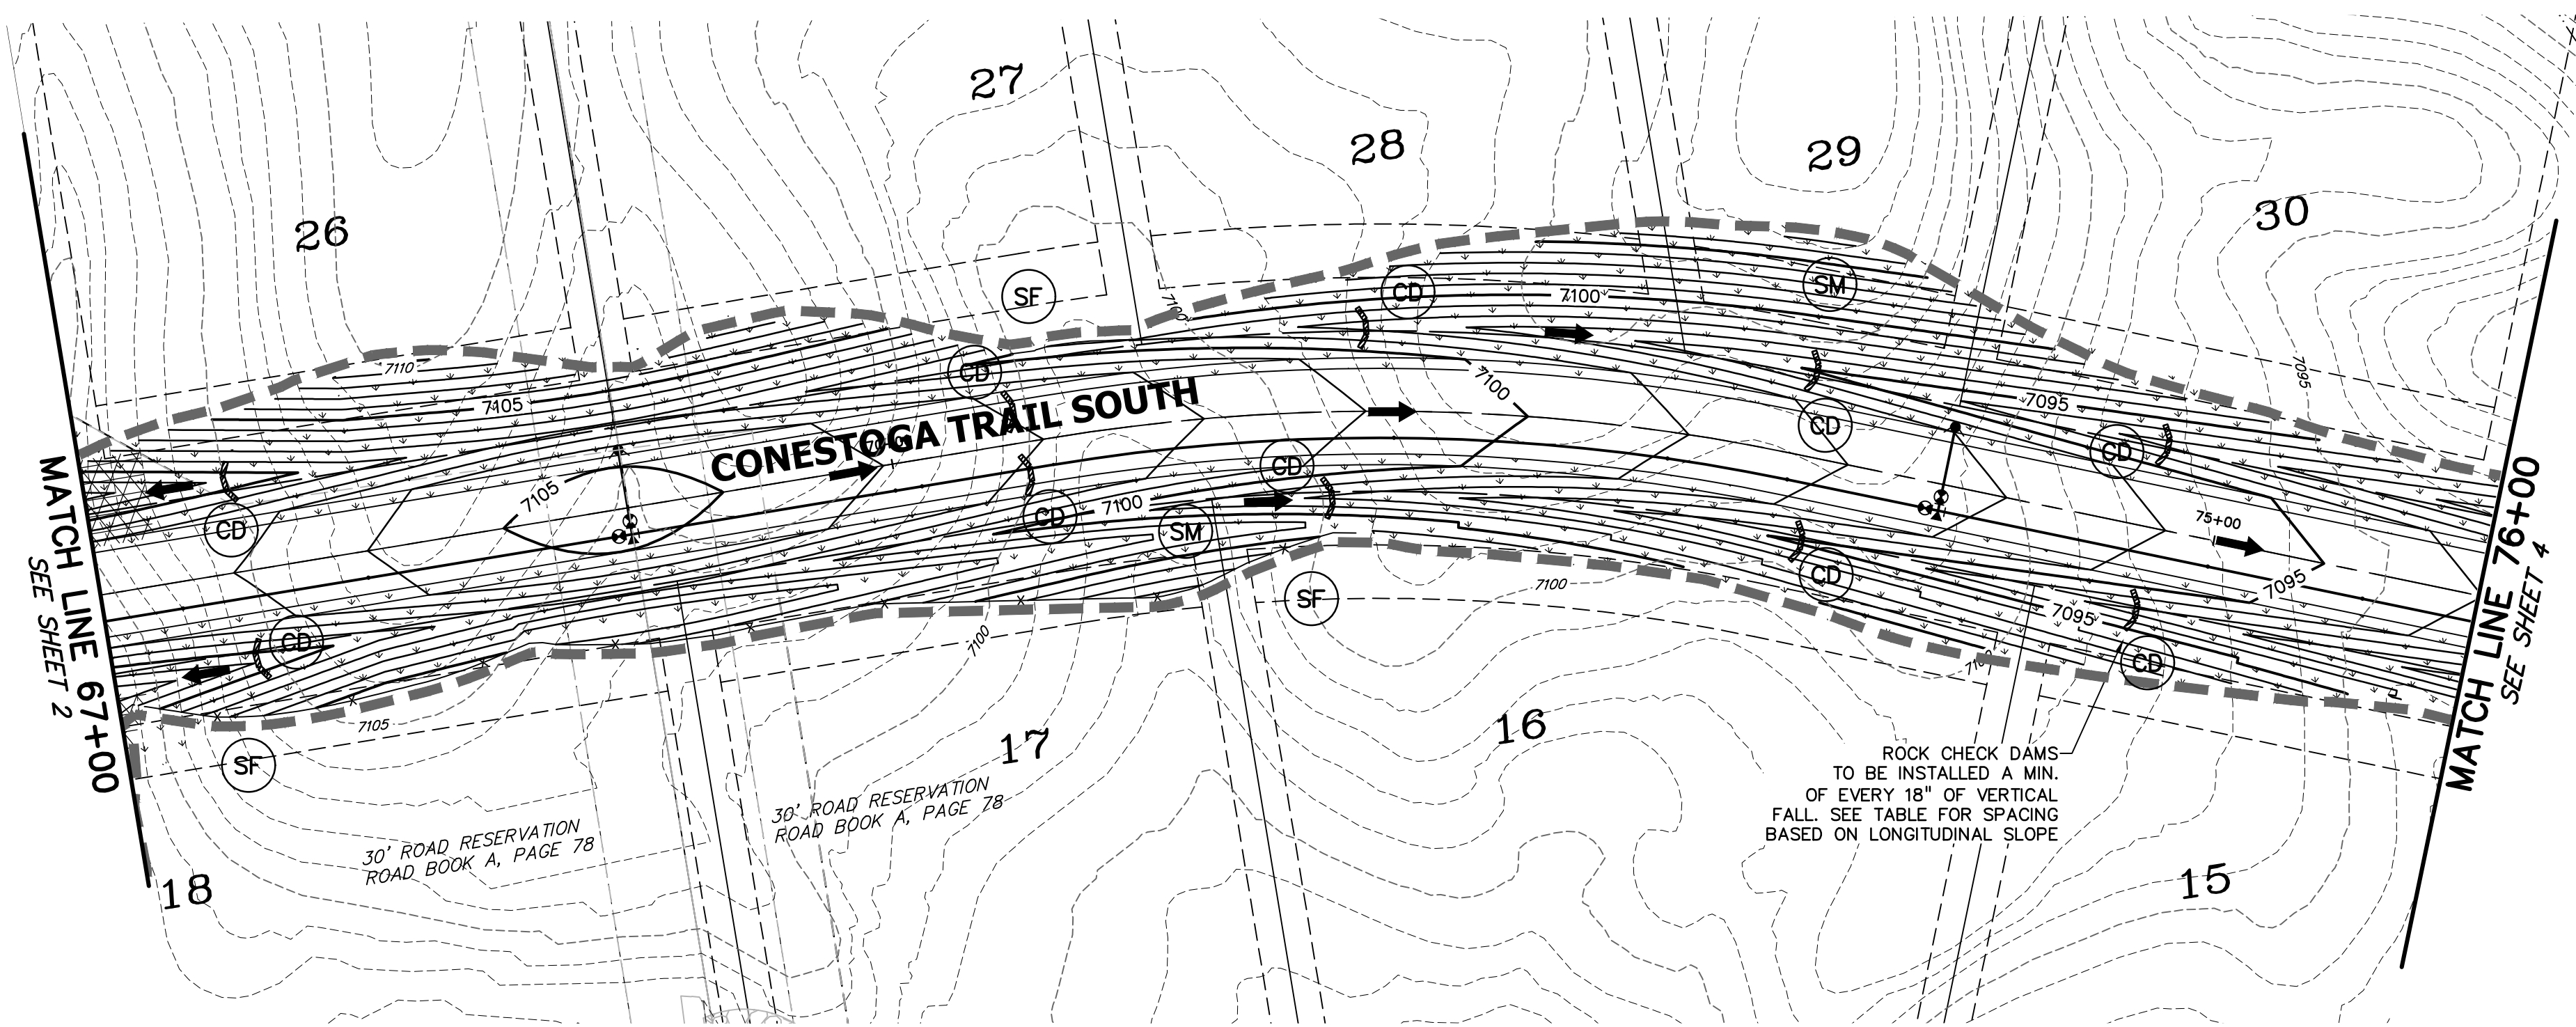 27
28
29
30
26
SF
CD
SM
7100
7100
7110
7105
CD
7100
7095
7095
CONESTOGA TRAIL SOUTH
CD
CD
CD
7105
7100
CD
CD
SM
75+00
MATCH LINE 67+00
SEE SHEET 2
MATCH LINE 76+00
SEE SHEET 4
CD
SF
7100
7095
7095
CD
7100
CD
7105
SF
17
16
ROCK CHECK DAMS
TO BE INSTALLED A MIN.
OF EVERY 18" OF VERTICAL
FALL. SEE TABLE FOR SPACING
BASED ON LONGITUDINAL SLOPE
30' ROAD RESERVATION
ROAD BOOK A, PAGE 78
30' ROAD RESERVATION
ROAD BOOK A, PAGE 78
18
15